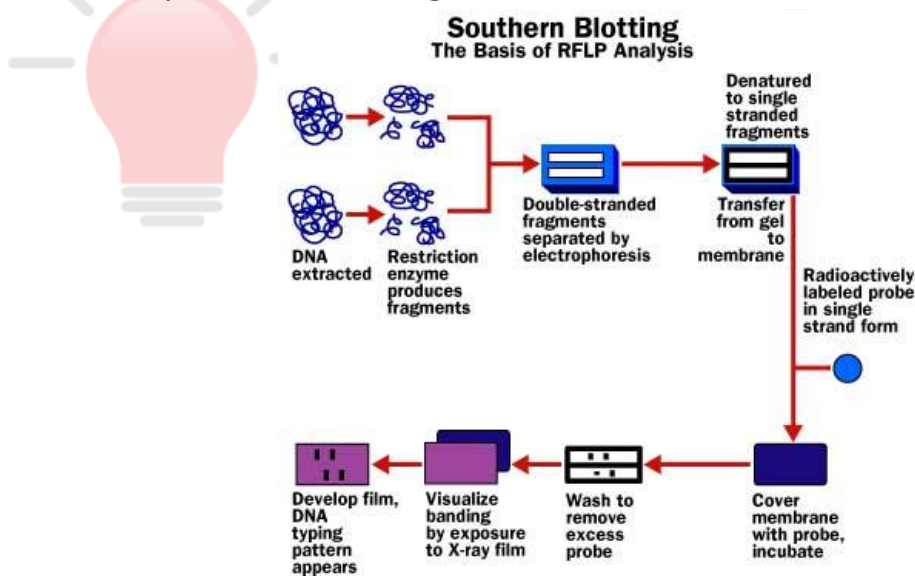 Southern Blotting
The Basis of RFLP Analysis
Denatured
to single
stranded
fragments
DNA
extracted
Restriction
enzyme
produces
fragments
Double-stranded
fragments
separated by
electrophoresis
Transfer
from gel
to
membrane
Radioactively
labeled probe
in single
strand form
Cover
membrane
with probe,
incubate
Wash to
remove
excess
probe
Visualize
banding
by exposure
to X-ray film
Develop film,
DNA
typing
pattern
appears